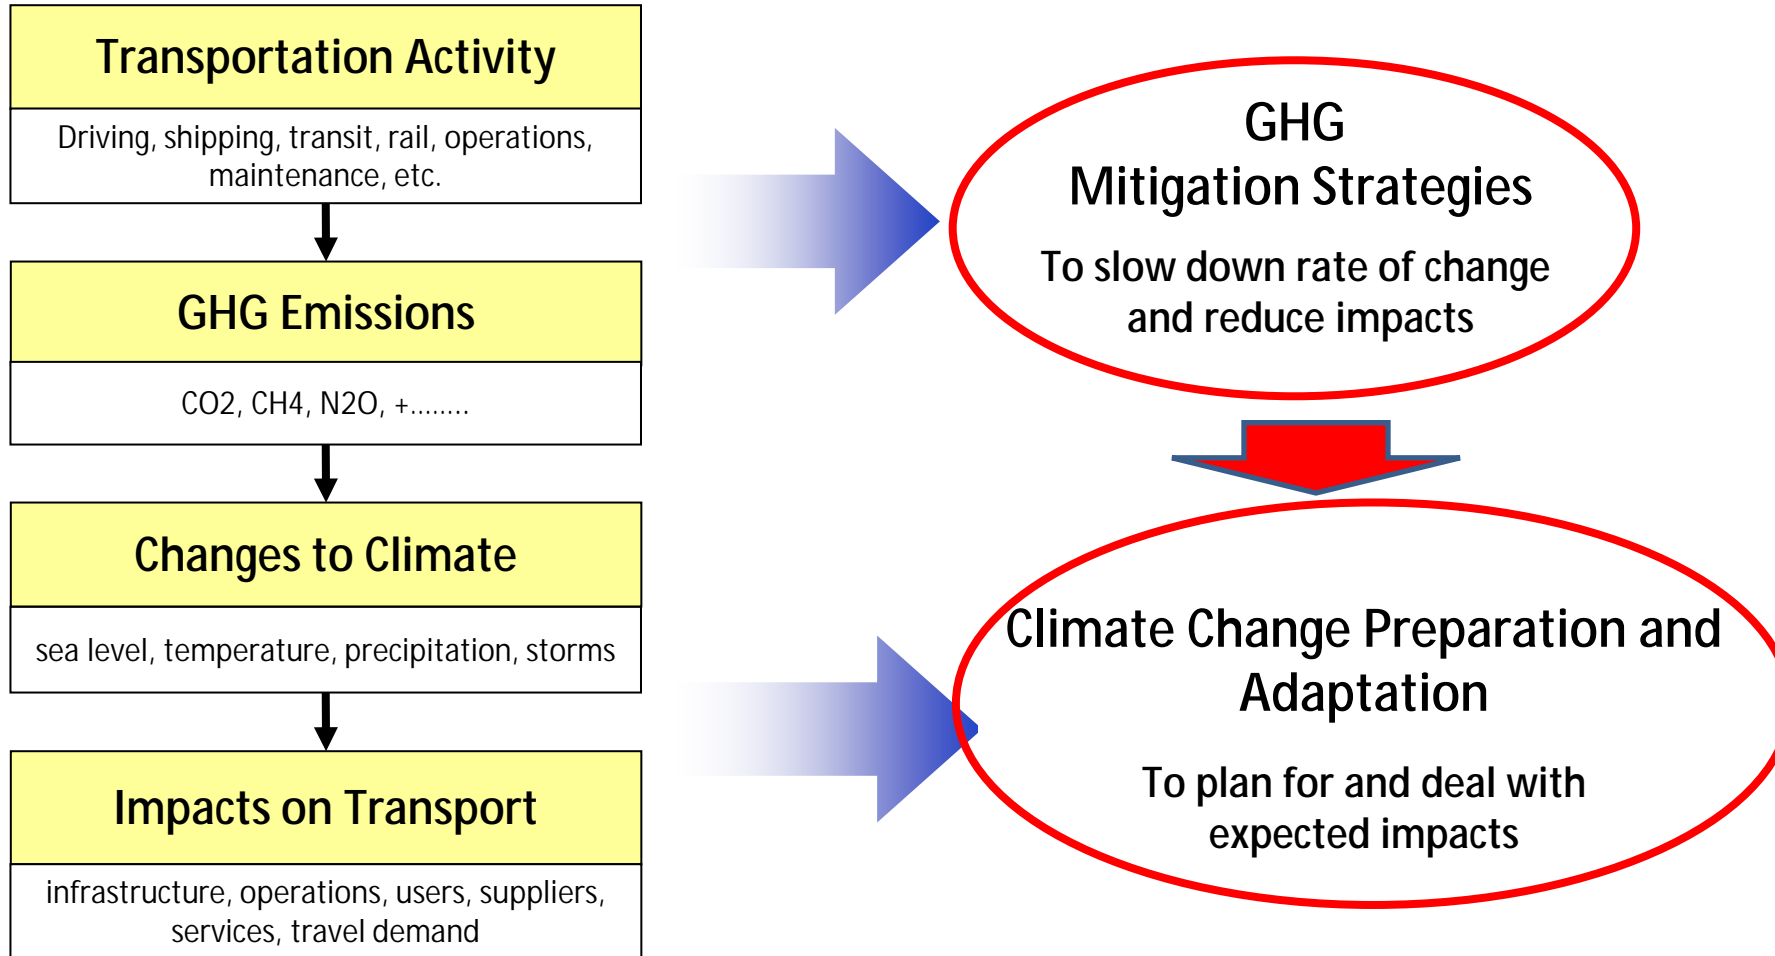 Transportation Activity
Driving, shipping, transit, rail, operations,
maintenance, etc.
GHG Emissions
CO2, CH4, N2O, +........
Changes to Climate
sea level, temperature, precipitation, storms
Impacts on Transport
infrastructure, operations, users, suppliers,
services, travel demand
GHG
Mitigation Strategies
To slow down rate of change
and reduce impacts
Climate Change Preparation and
Adaptation
To plan for and deal with
expected impacts